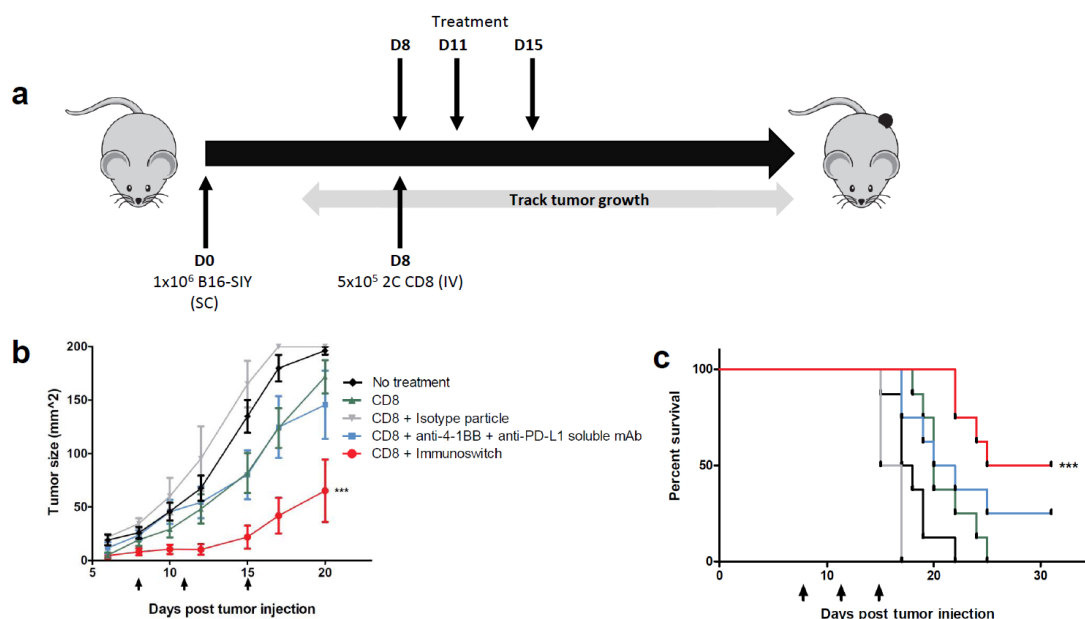 Treatment
D8 D11 D15
a
Track tumor growth
D0 D8
1x10⁶ B16-SIY 5x10⁵ 2C CD8 (IV)
(SC)
b
200
150
100
50
0
5 10 15 20
Tumor size (mm^2)
Days post tumor injection
No treatment
CD8
CD8 + Isotype particle
CD8 + anti-4-1BB + anti-PD-L1 soluble mAb
CD8 + Immunoswitch
***
c
100
50
0
0 10 20 30
Percent survival
Days post tumor injection
***